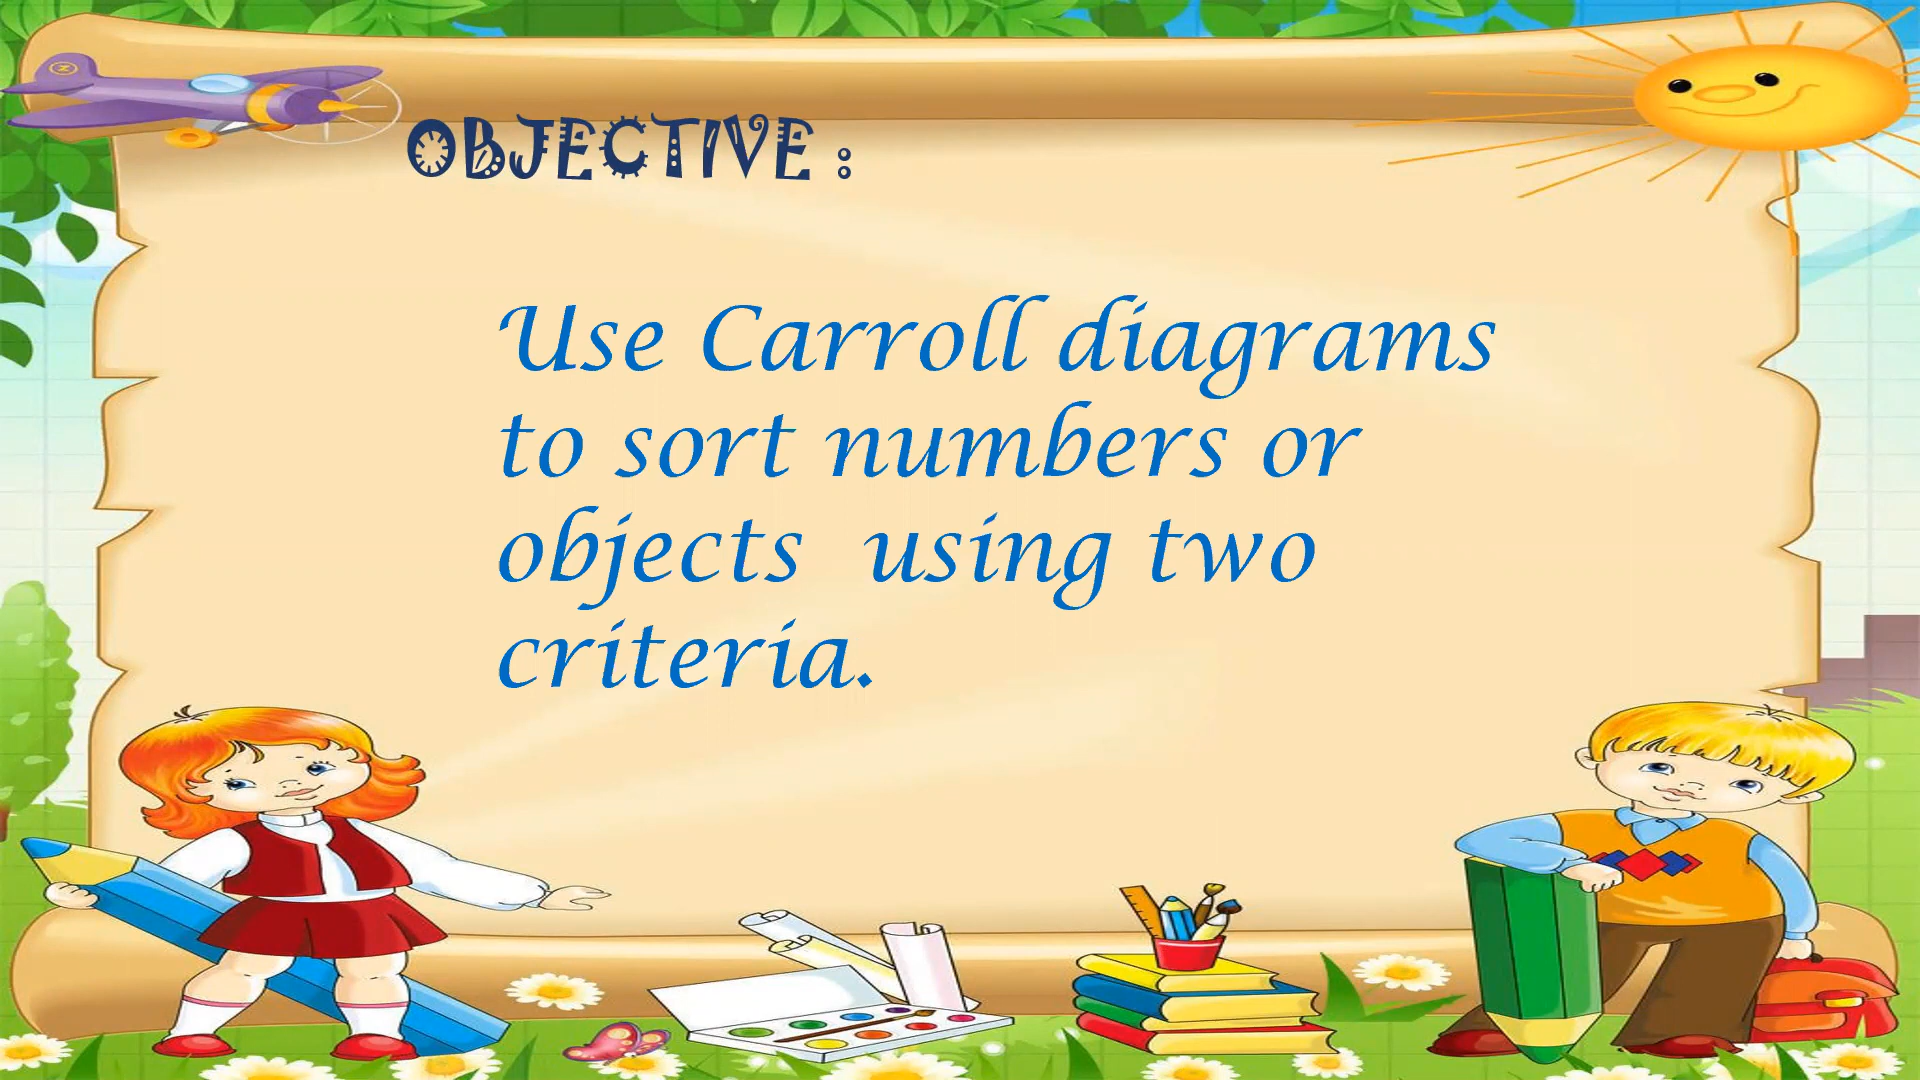 OBJECTIVE :
Use Carroll diagrams
to sort numbers or
objects  using two
criteria.